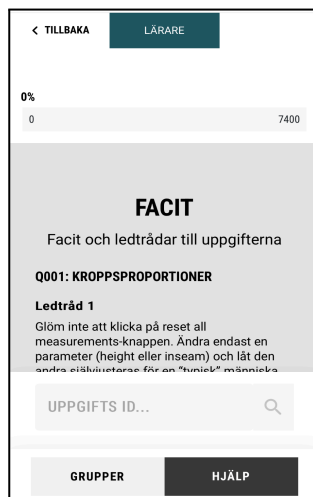 < TILLBAKA LÄRARE
0%
0 7400
FACIT
Facit och ledtrådar till uppgifterna
Q001: KROPPSPROPORTIONER
Ledtråd 1
Glöm inte att klicka på reset all
measurements-knappen. Ändra endast en
parameter (height eller inseam) och låt den
andra självjusteras för en "typisk" människa
UPPGIFTS ID...
GRUPPER HJÄLP